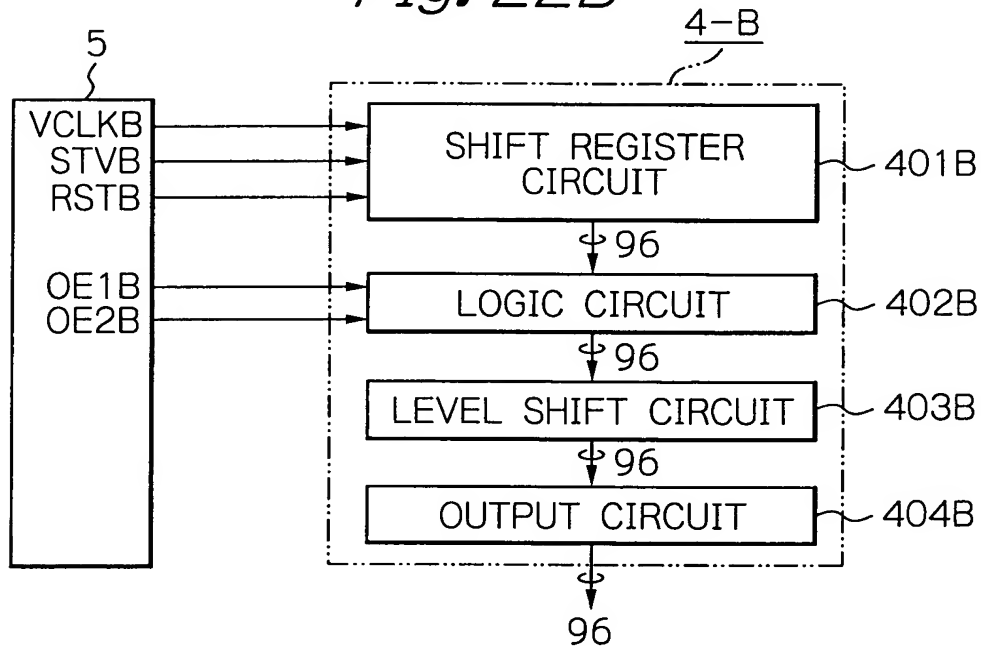 Fig. 22B
4-B
5
VCLKB
STVB
RSTB
OE1B
OE2B
SHIFT REGISTER
CIRCUIT
401B
96
LOGIC CIRCUIT
402B
96
LEVEL SHIFT CIRCUIT
403B
96
OUTPUT CIRCUIT
404B
96